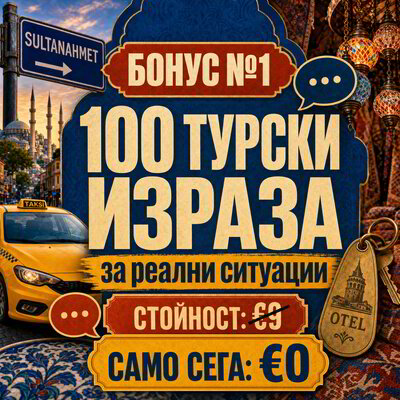 SULTANAHMET
БОНУС №1
100 ТУРСКИ
ИЗРАЗА
за реални ситуации
TAKSİ
СТОЙНОСТ: €9
OTEL
САМО СЕГА: €0